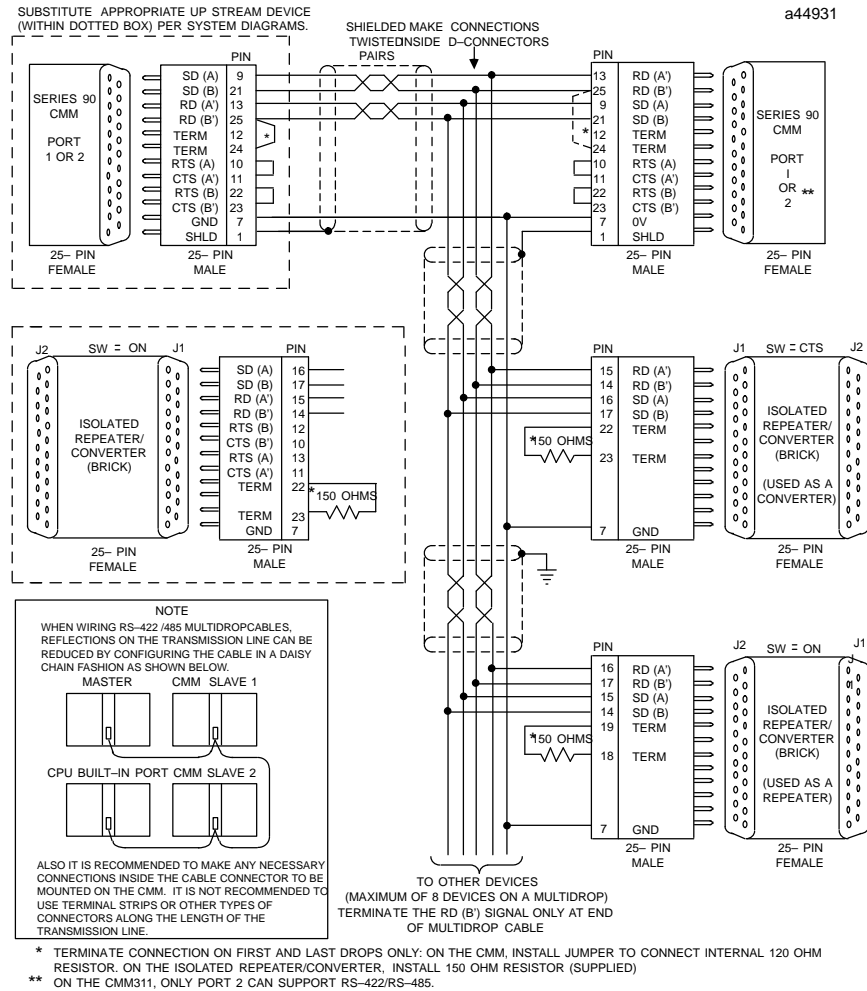 SUBSTITUTE APPROPRIATE UP STREAM DEVICE
(WITHIN DOTTED BOX) PER SYSTEM DIAGRAMS.
SHIELDED MAKE CONNECTIONS
TWISTED INSIDE D–CONNECTORS
PAIRS
a44931
SERIES 90
CMM
PORT
1 OR 2
25– PIN
FEMALE
PIN
SD (A) 9
SD (B) 21
RD (A') 13
RD (B') 25
TERM 12
TERM 24
RTS (A) 10
CTS (A') 11
RTS (B) 22
CTS (B') 23
GND 7
SHLD 1
*
25– PIN
MALE
PIN
13 RD (A')
25 RD (B')
9 SD (A)
21 SD (B)
* 12 TERM
24 TERM
10 RTS (A)
11 CTS (A')
22 RTS (B)
23 CTS (B')
7 0V
1 SHLD
25– PIN
MALE
SERIES 90
CMM
PORT
I
OR **
2
25– PIN
FEMALE
J2 SW = ON J1
ISOLATED
REPEATER/
CONVERTER
(BRICK)
25– PIN
FEMALE
PIN
SD (A) 16
SD (B) 17
RD (A') 15
RD (B') 14
RTS (B) 12
CTS (B') 10
RTS (A) 13
CTS (A') 11
TERM 22
* 150 OHMS
TERM 23
GND 7
25– PIN
MALE
PIN
15 RD (A')
14 RD (B')
16 SD (A)
17 SD (B)
22 TERM
*150 OHMS
23 TERM
7 GND
25– PIN
MALE
J1 SW = CTS J2
ISOLATED
REPEATER/
CONVERTER
(BRICK)
(USED AS A
CONVERTER)
25– PIN
FEMALE
NOTE
WHEN WIRING RS–422 /485 MULTIDROPCABLES,
REFLECTIONS ON THE TRANSMISSION LINE CAN BE
REDUCED BY CONFIGURING THE CABLE IN A DAISY
CHAIN FASHION AS SHOWN BELOW.
MASTER CMM SLAVE 1
CPU BUILT–IN PORT CMM SLAVE 2
ALSO IT IS RECOMMENDED TO MAKE ANY NECESSARY
CONNECTIONS INSIDE THE CABLE CONNECTOR TO BE
MOUNTED ON THE CMM. IT IS NOT RECOMMENDED TO
USE TERMINAL STRIPS OR OTHER TYPES OF
CONNECTORS ALONG THE LENGTH OF THE
TRANSMISSION LINE.
PIN
16 RD (A')
17 RD (B')
15 SD (A)
14 SD (B)
19 TERM
*150 OHMS
18 TERM
7 GND
25– PIN
MALE
J2 SW = ON J1
J
1
ISOLATED
REPEATER/
CONVERTER
(BRICK)
(USED AS A
REPEATER)
25– PIN
FEMALE
TO OTHER DEVICES
(MAXIMUM OF 8 DEVICES ON A MULTIDROP)
TERMINATE THE RD (B') SIGNAL ONLY AT END
OF MULTIDROP CABLE
* TERMINATE CONNECTION ON FIRST AND LAST DROPS ONLY: ON THE CMM, INSTALL JUMPER TO CONNECT INTERNAL 120 OHM
RESISTOR. ON THE ISOLATED REPEATER/CONVERTER, INSTALL 150 OHM RESISTOR (SUPPLIED)
** ON THE CMM311, ONLY PORT 2 CAN SUPPORT RS–422/RS–485.